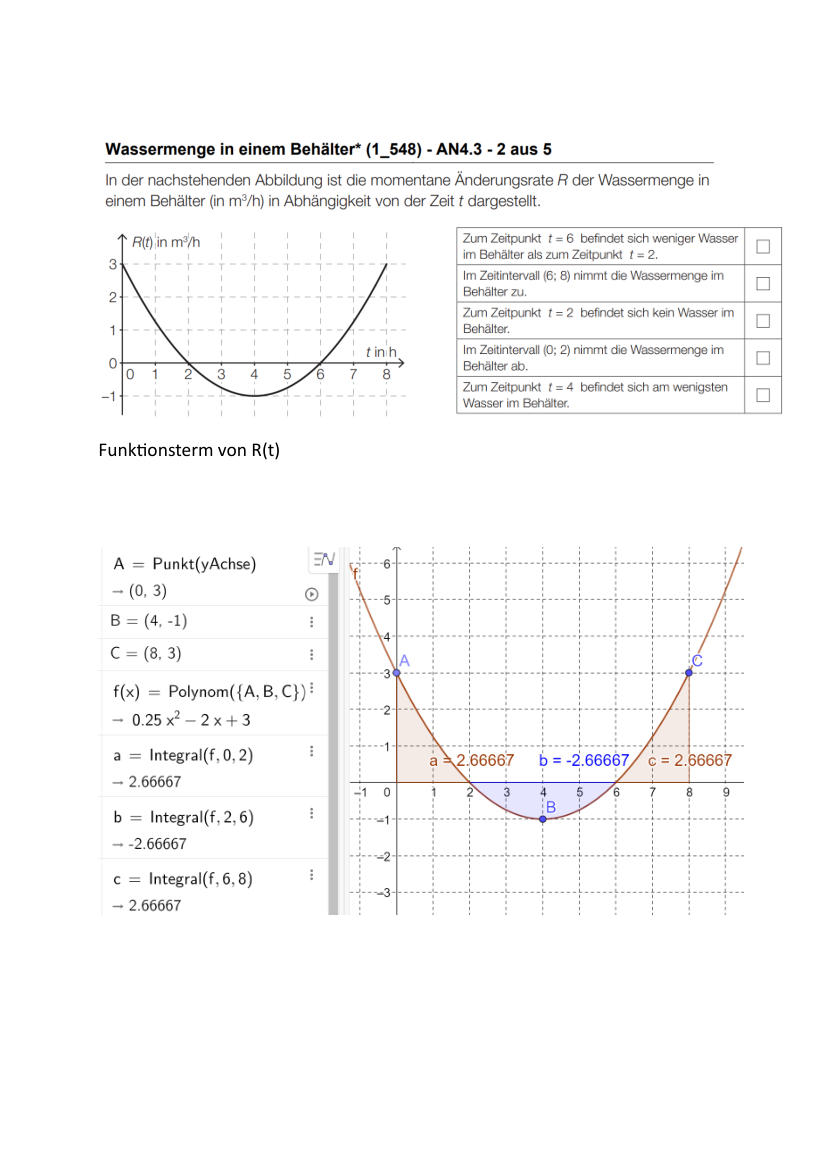 Wassermenge in einem Behälter* (1_548) - AN4.3 - 2 aus 5
In der nachstehenden Abbildung ist die momentane Änderungsrate R der Wassermenge in
einem Behälter (in m³/h) in Abhängigkeit von der Zeit t dargestellt.
R(t) in m³/h
3
2
1
0
–1
t in h
0 1 2 3 4 5 6 7 8
Zum Zeitpunkt t = 6 befindet sich weniger Wasser
im Behälter als zum Zeitpunkt t = 2.
Im Zeitintervall (6; 8) nimmt die Wassermenge im
Behälter zu.
Zum Zeitpunkt t = 2 befindet sich kein Wasser im
Behälter.
Im Zeitintervall (0; 2) nimmt die Wassermenge im
Behälter ab.
Zum Zeitpunkt t = 4 befindet sich am wenigsten
Wasser im Behälter.
Funktionsterm von R(t)
A = Punkt(yAchse)
→ (0, 3)
B = (4, -1)
C = (8, 3)
f(x) = Polynom({A, B, C})
→ 0.25 x² − 2 x + 3
a = Integral(f, 0, 2)
→ 2.66667
b = Integral(f, 2, 6)
→ -2.66667
c = Integral(f, 6, 8)
→ 2.66667
f
6
5
4
A
C
3
2
1
a = 2.66667 b = -2.66667 c = 2.66667
–1 0 1 2 3 4 5 6 7 8 9
B
–1
–2
–3